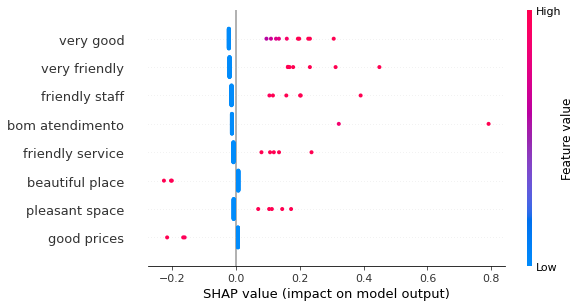 High
very good
very friendly
friendly staff
bom atendimento
friendly service
beautiful place
pleasant space
good prices
Feature value
Low
−0.2 0.0 0.2 0.4 0.6 0.8
SHAP value (impact on model output)